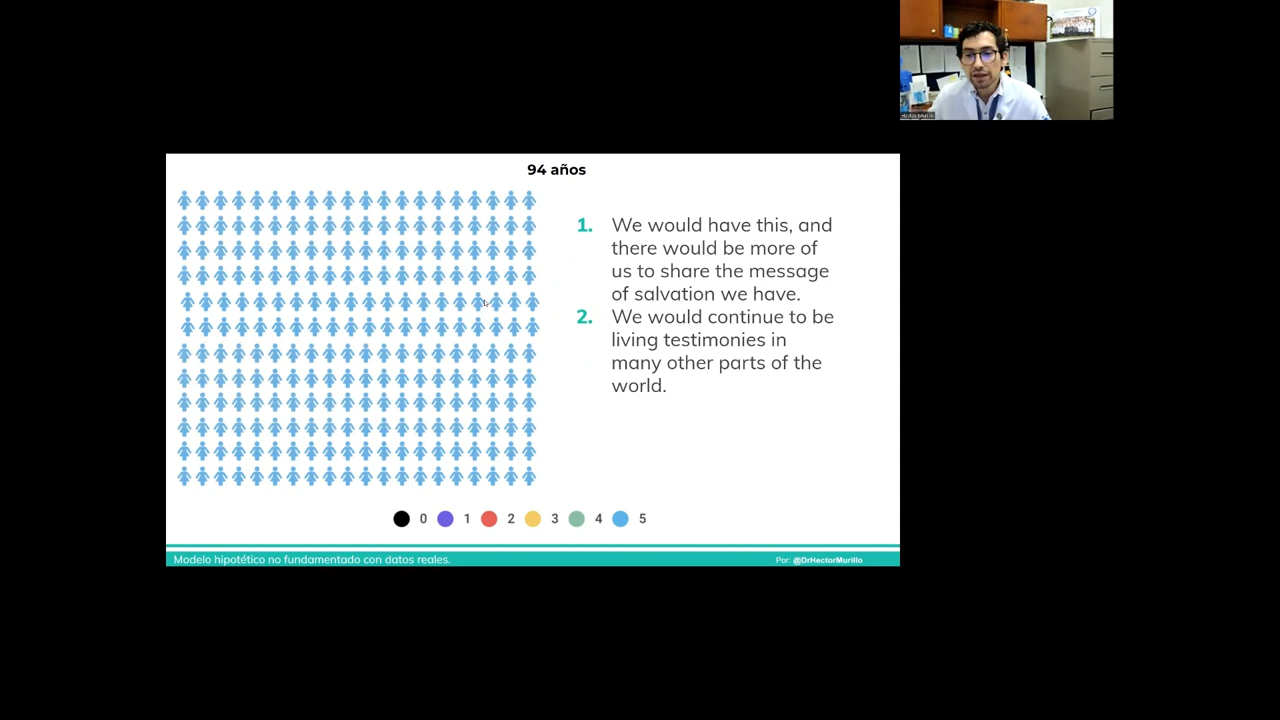 94 años
1. We would have this, and
there would be more of
us to share the message
of salvation we have.
2. We would continue to be
living testimonies in
many other parts of the
world.
0 1 2 3 4 5
Modelo hipotético no fundamentado con datos reales.
Por: @DrHectorMurillo